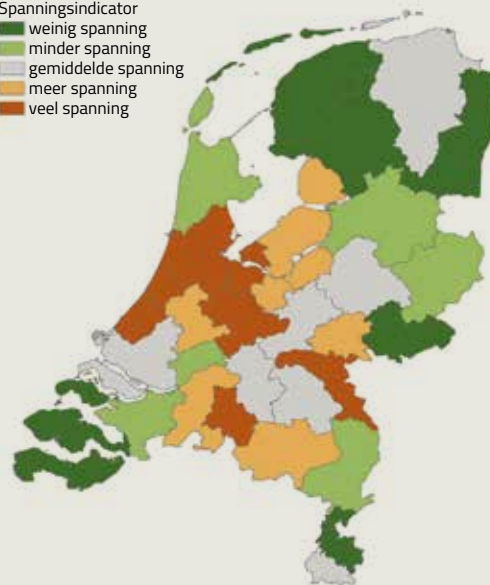 Spanningsindicator
weinig spanning
minder spanning
gemiddelde spanning
meer spanning
veel spanning